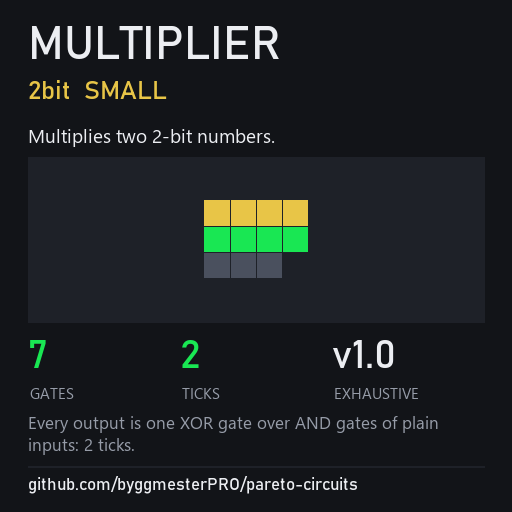 MULTIPLIER
2bit SMALL
Multiplies two 2-bit numbers.
7 2 v1.0
GATES TICKS EXHAUSTIVE
Every output is one XOR gate over AND gates of plain
inputs: 2 ticks.
github.com/byggmesterPRO/pareto-circuits